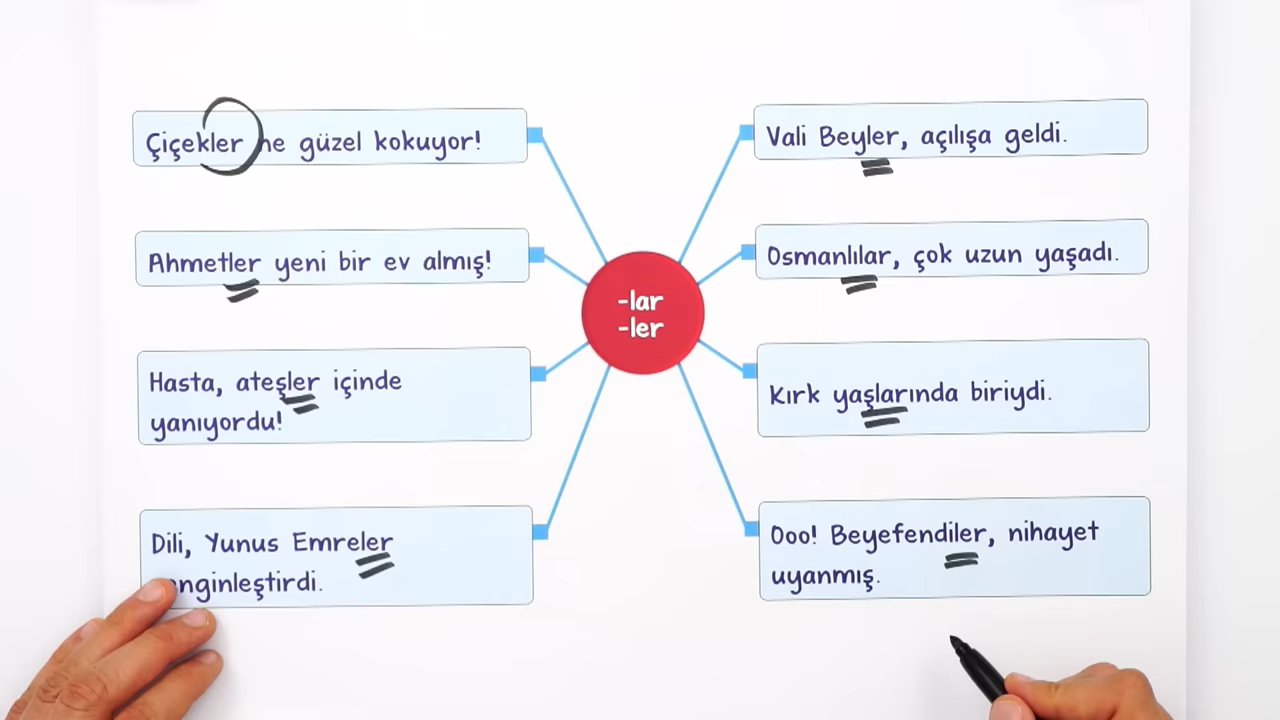 Çiçekler ne güzel kokuyor!
Ahmetler yeni bir ev almış!
Hasta, ateşler içinde
yanıyordu!
Dili, Yunus Emreler
-lar
-ler
Vali Beyler, açılışa geldi.
Osmanlılar, çok uzun yaşadı.
Kırk yaşlarında biriydi.
Ooo! Beyefendiler, nihayet
uyanmış.